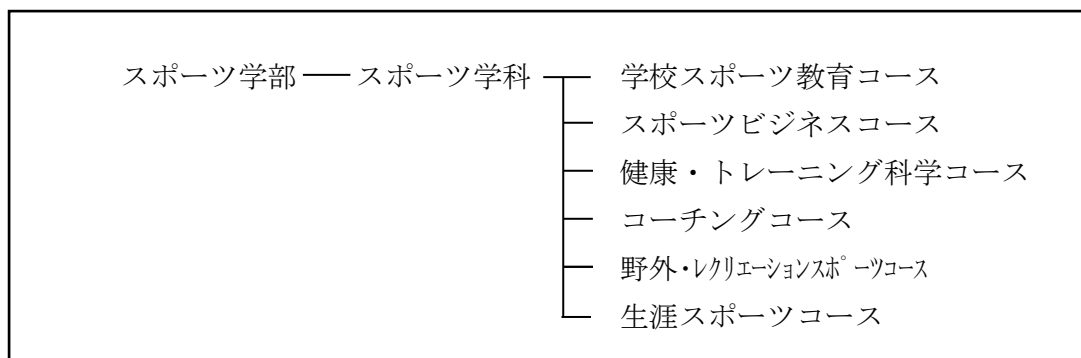 スポーツ学部 スポーツ学科 学校スポーツ教育コース
スポーツビジネスコース
健康・トレーニング科学コース
コーチングコース
野外・ﾚｸﾘｴｰｼｮﾝｽﾎﾟｰﾂコース
生涯スポーツコース